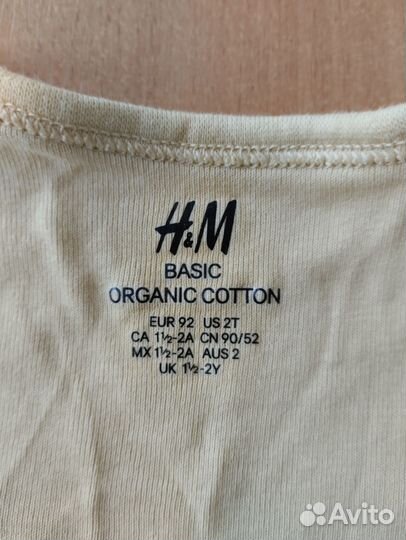 H&M
BASIC
ORGANIC COTTON
EUR 92 US 2T
CA 1½-2A CN 90/52
MX 1½-2A AUS 2
UK 1½-2Y
Avito